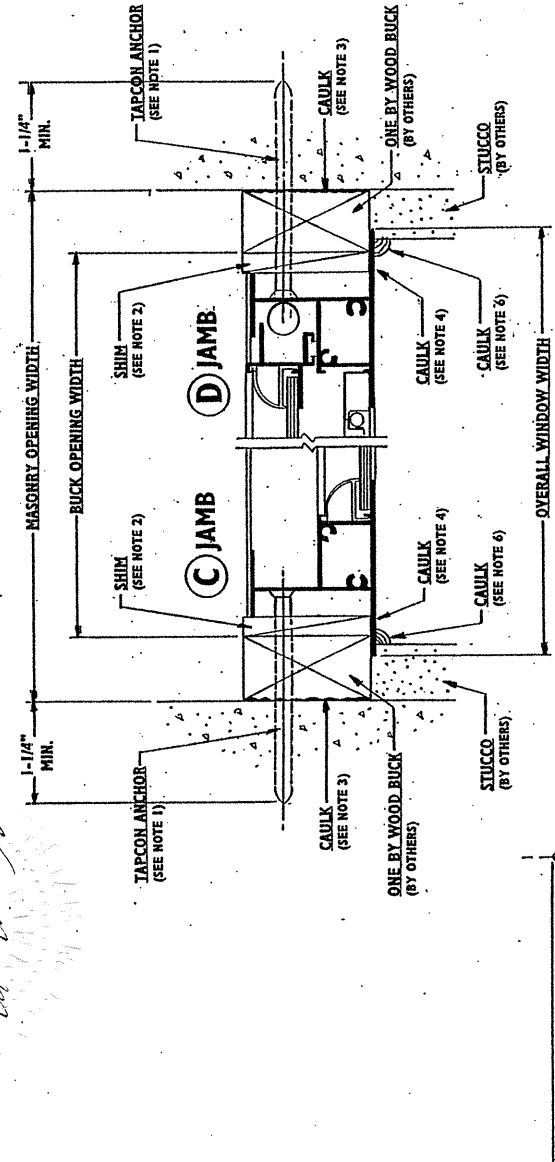 1-1/4"
MIN.
MASONRY OPENING WIDTH
1-1/4"
MIN.
BUCK OPENING WIDTH
TAPCON ANCHOR
(SEE NOTE 1)
SHIM
(SEE NOTE 2)
SHIM
(SEE NOTE 2)
TAPCON ANCHOR
(SEE NOTE 1)
C JAMB
D JAMB
CAULK
(SEE NOTE 3)
CAULK
(SEE NOTE 3)
ONE BY WOOD BUCK
(BY OTHERS)
CAULK
(SEE NOTE 4)
CAULK
(SEE NOTE 4)
ONE BY WOOD BUCK
(BY OTHERS)
STUCCO
(BY OTHERS)
CAULK
(SEE NOTE 6)
CAULK
(SEE NOTE 6)
STUCCO
(BY OTHERS)
OVERALL WINDOW WIDTH